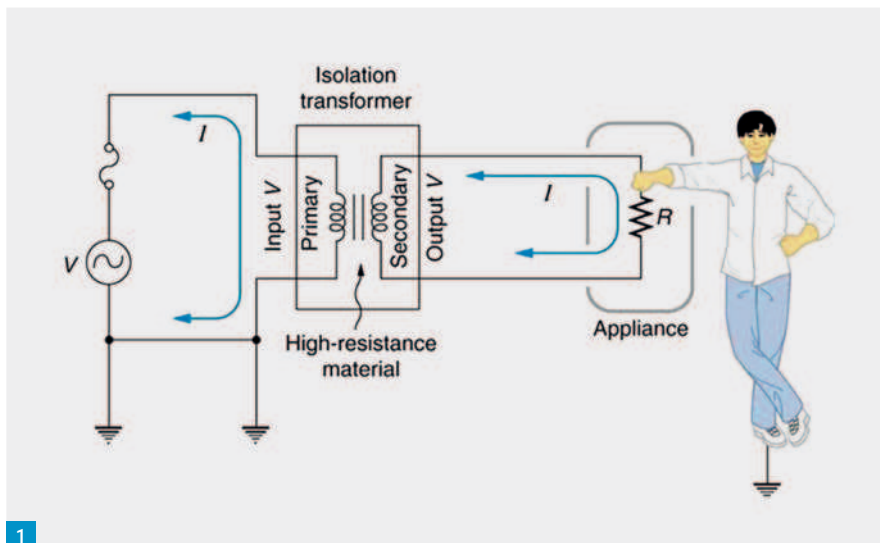 Isolation
transformer
I
V
Input V
Primary
Secondary
Output V
I
R
High-resistance
material
Appliance
1